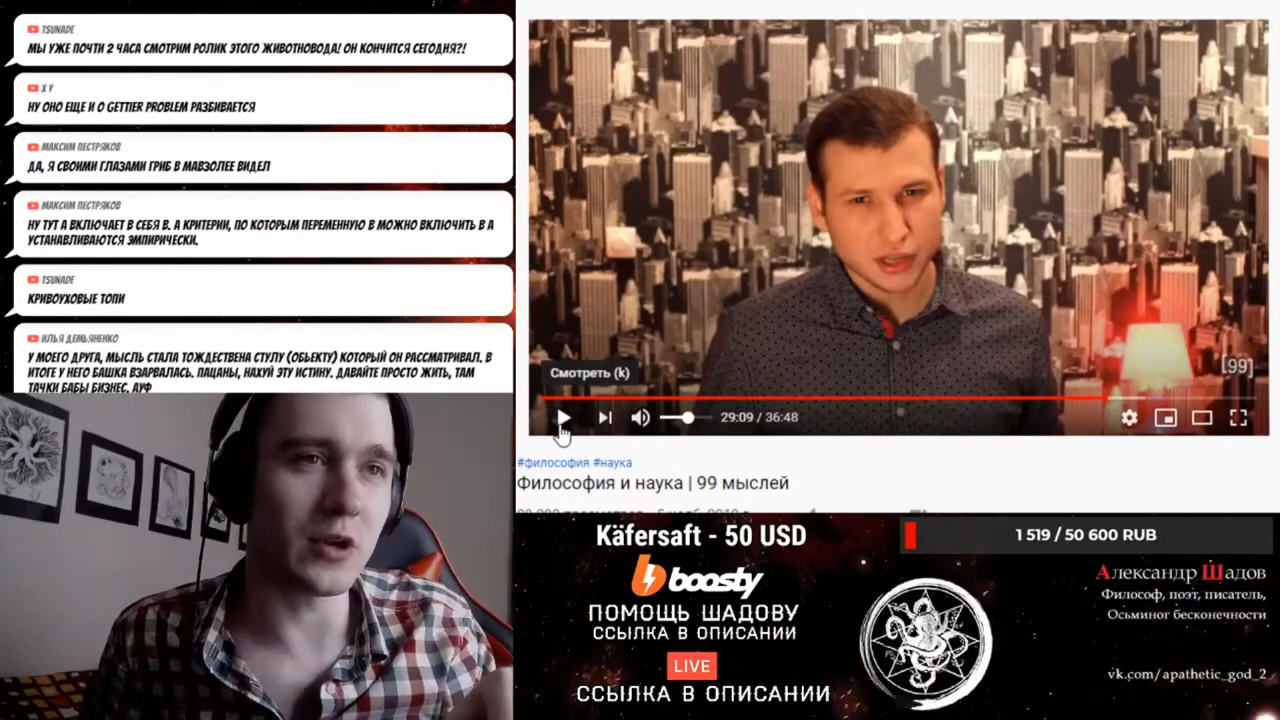 TSUNADE
МЫ УЖЕ ПОЧТИ 2 ЧАСА СМОТРИМ РОЛИК ЭТОГО ЖИВОТНОВОДА! ОН КОНЧИТСЯ СЕГОДНЯ?!
X Y
НУ ОНО ЕЩЕ И О GETTIER PROBLEM РАЗБИВАЕТСЯ
МАКСИМ ПЕСТРЯКОВ
ДА, Я СВОИМИ ГЛАЗАМИ ГРИБ В МАВЗОЛЕЕ ВИДЕЛ
МАКСИМ ПЕСТРЯКОВ
НУ ТУТ А ВКЛЮЧАЕТ В СЕБЯ В. А КРИТЕРИИ, ПО КОТОРЫМ ПЕРЕМЕННУЮ В МОЖНО ВКЛЮЧИТЬ В А
УСТАНАВЛИВАЮТСЯ ЭМПИРИЧЕСКИ.
TSUNADE
КРИВОУХОВЫЕ ТОПИ
ИЛЬЯ ДЕМЬЯНЕНКО
У МОЕГО ДРУГА, МЫСЛЬ СТАЛА ТОЖДЕСТВЕНА СТУЛУ (ОБЬЕКТУ) КОТОРЫЙ ОН РАССМАТРИВАЛ. В
ИТОГЕ У НЕГО БАШКА ВЗОРВАЛАСЬ. ПАЦАНЫ, НАХУЙ ЭТУ ИСТИНУ. ДАВАЙТЕ ПРОСТО ЖИТЬ, ТАМ
ТАЧКИ БАБЫ БИЗНЕС, АУФ
[99]
Смотреть (k)
29:09 / 36:48
#философия #наука
Философия и наука | 99 мыслей
Käfersaft - 50 USD
boosty
ПОМОЩЬ ШАДОВУ
ССЫЛКА В ОПИСАНИИ
LIVE
ССЫЛКА В ОПИСАНИИ
1 519 / 50 600 RUB
Александр Шадов
Философ, поэт, писатель,
Осьминог бесконечности
vk.com/apathetic_god_2